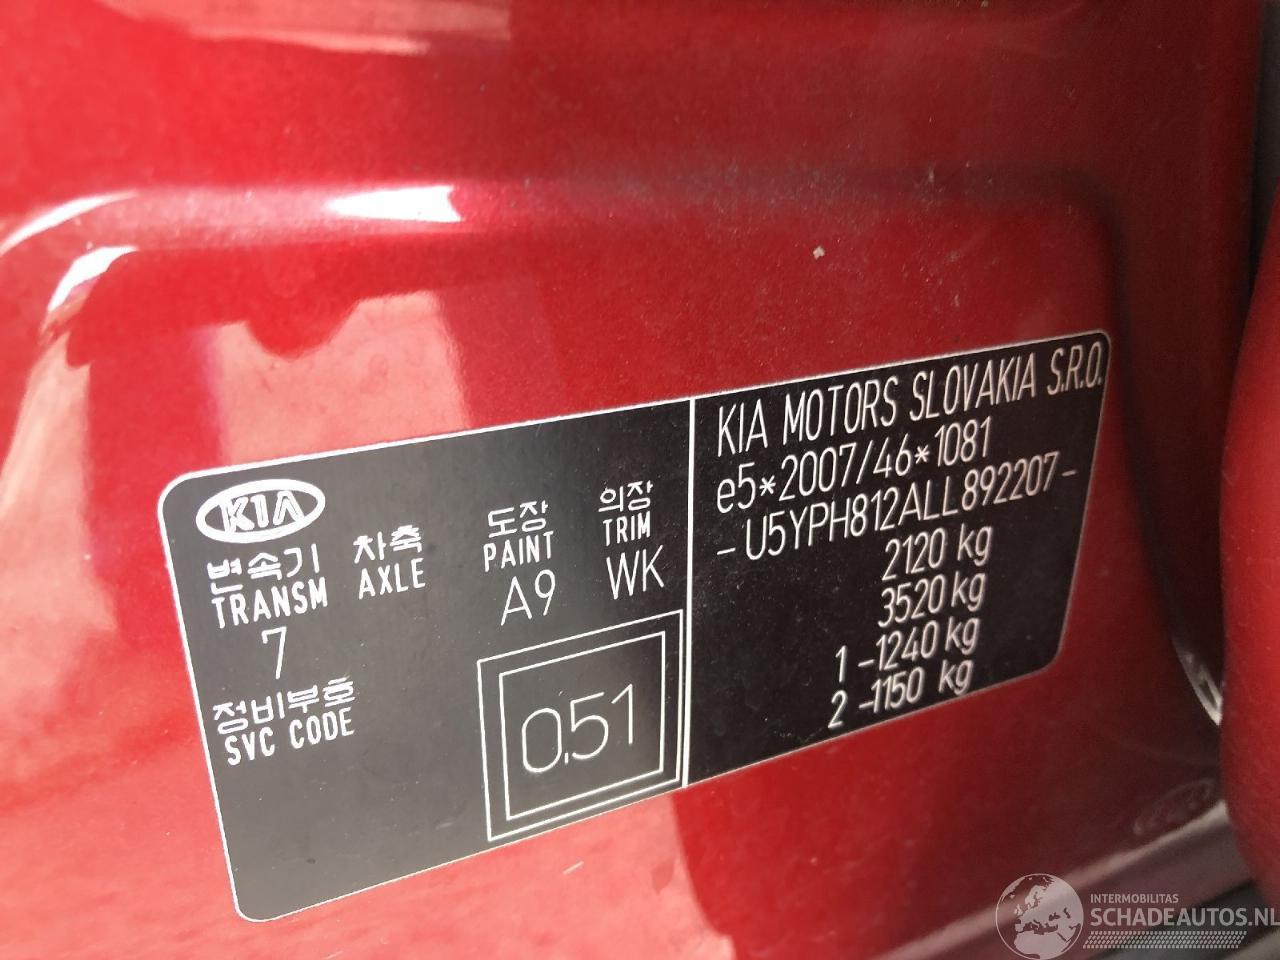 KIA
변속기 차축 도장 의장
TRANSM AXLE PAINT TRIM
7 A9 WK
정비부호
SVC CODE
0.51
KIA MOTORS SLOVAKIA S.R.O.
e5*2007/46*1081
-U5YPH812ALL892207-
2120 kg
3520 kg
1 -1240 kg
2 -1150 kg
INTERMOBILITAS
SCHADEAUTOS.NL